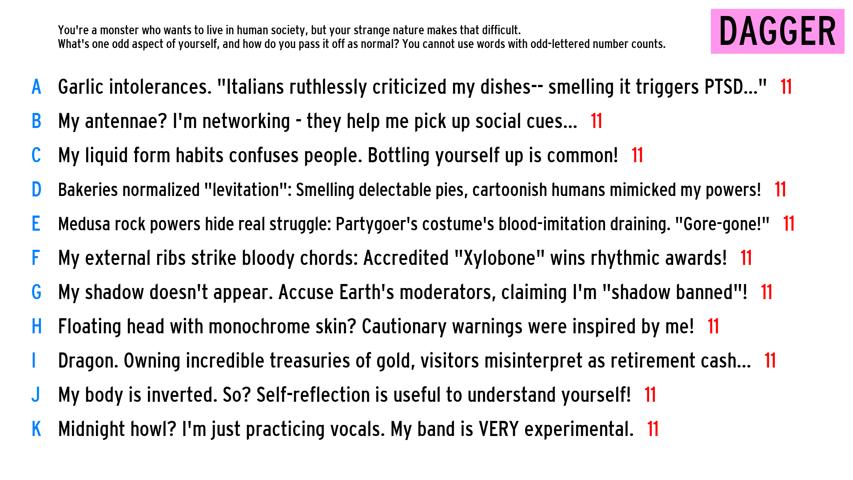 You're a monster who wants to live in human society, but your strange nature makes that difficult.
What's one odd aspect of yourself, and how do you pass it off as normal? You cannot use words with odd-lettered number counts.
DAGGER
A Garlic intolerances. "Italians ruthlessly criticized my dishes-- smelling it triggers PTSD..." 11
B My antennae? I'm networking - they help me pick up social cues... 11
C My liquid form habits confuses people. Bottling yourself up is common! 11
D Bakeries normalized "levitation": Smelling delectable pies, cartoonish humans mimicked my powers! 11
E Medusa rock powers hide real struggle: Partygoer's costume's blood-imitation draining. "Gore-gone!" 11
F My external ribs strike bloody chords: Accredited "Xylobone" wins rhythmic awards! 11
G My shadow doesn't appear. Accuse Earth's moderators, claiming I'm "shadow banned"! 11
H Floating head with monochrome skin? Cautionary warnings were inspired by me! 11
I Dragon. Owning incredible treasuries of gold, visitors misinterpret as retirement cash... 11
J My body is inverted. So? Self-reflection is useful to understand yourself! 11
K Midnight howl? I'm just practicing vocals. My band is VERY experimental. 11